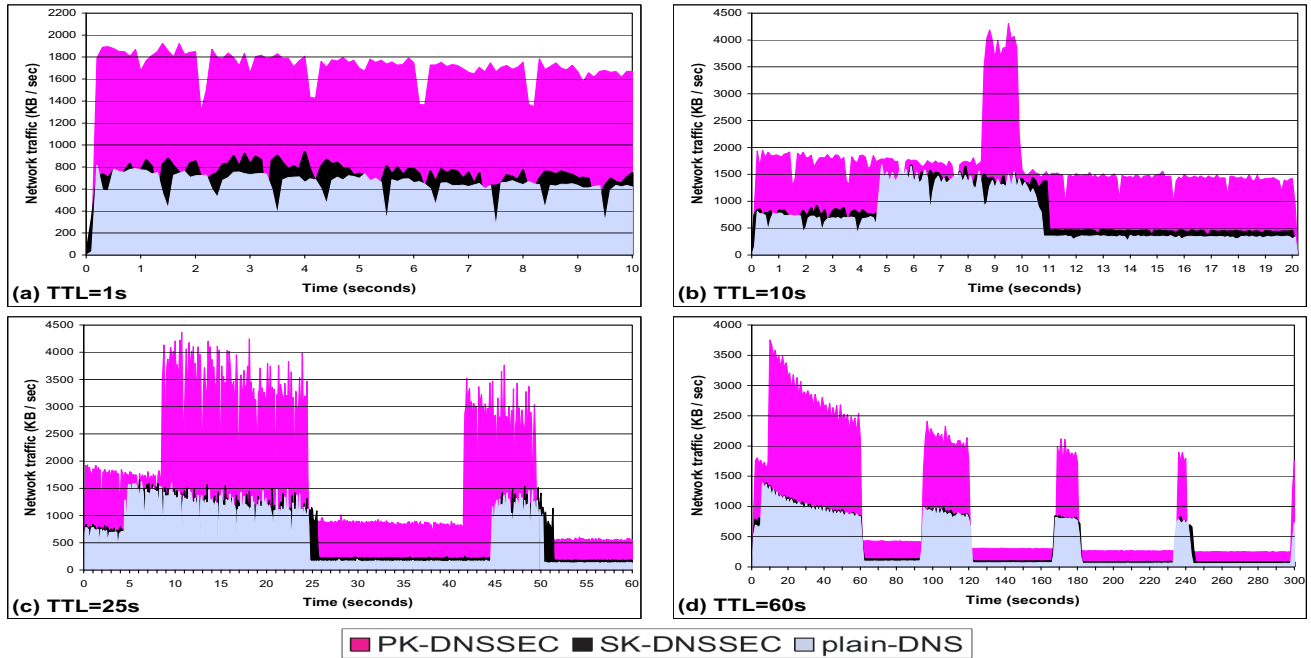 2200
2000
1800
1600
1400
1200
1000
800
600
400
200
0
Network traffic (KB / sec)
0 1 2 3 4 5 6 7 8 9 10
Time (seconds)
(a) TTL=1s
4500
4000
3500
3000
2500
2000
1500
1000
500
0
Network traffic (KB / sec)
0 1 2 3 4 5 6 7 8 9 10 11 12 13 14 15 16 17 18 19 20
Time (seconds)
(b) TTL=10s
4500
4000
3500
3000
2500
2000
1500
1000
500
0
Network traffic (KB / sec)
0 5 10 15 20 25 30 35 40 45 50 55 60
Time (seconds)
(c) TTL=25s
4500
4000
3500
3000
2500
2000
1500
1000
500
0
Network traffic (KB / sec)
0 20 40 60 80 100 120 140 160 180 200 220 240 260 280 300
Time (seconds)
(d) TTL=60s
PK-DNSSEC SK-DNSSEC plain-DNS